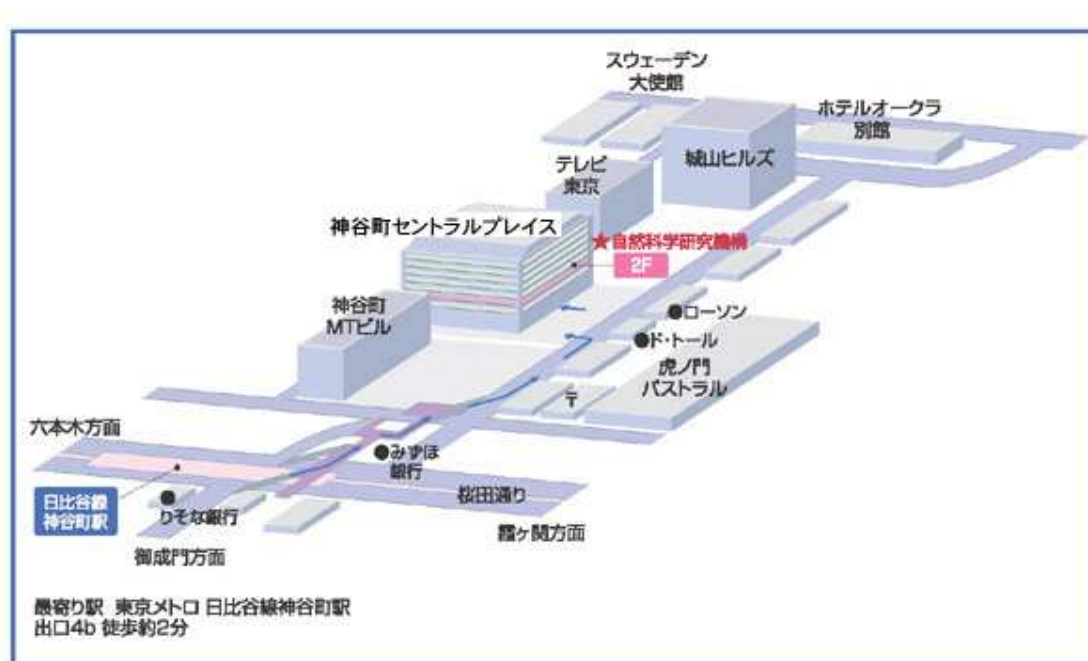 スウェーデン
大使館
ホテルオークラ
別館
城山ヒルズ
テレビ
東京
神谷町セントラルプレイス
★自然科学研究機構
2F
神谷町
MTビル
●ローソン
●ド・トール
虎ノ門
パストラル
〒
六本木方面
●みずほ
銀行
日比谷線
神谷町駅
りそな銀行
桜田通り
霞ヶ関方面
御成門方面
最寄り駅 東京メトロ 日比谷線神谷町駅
出口4b 徒歩約2分